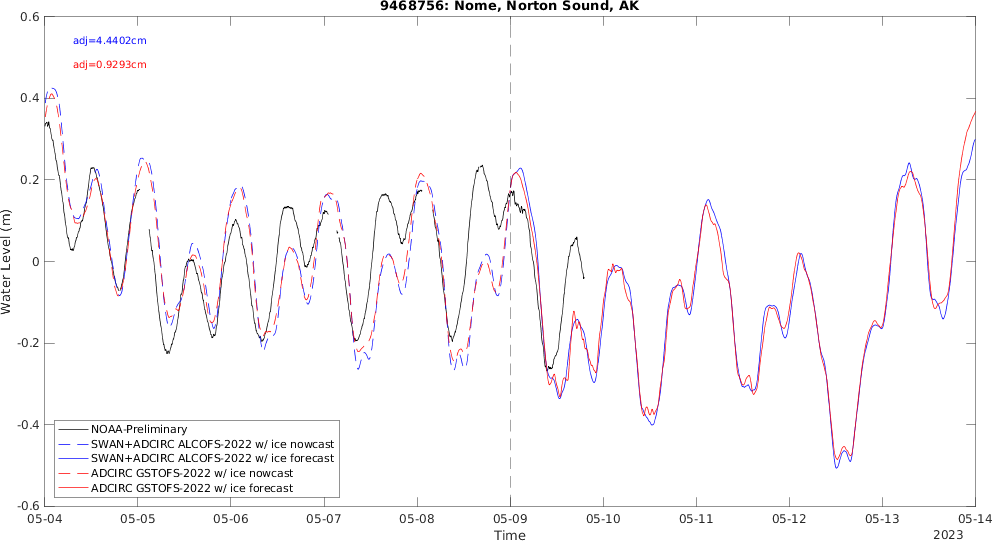 9468756: Nome, Norton Sound, AK
adj=4.4402cm
adj=0.9293cm
Water Level (m)
0.6
0.4
0.2
0
-0.2
-0.4
-0.6
NOAA-Preliminary
SWAN+ADCIRC ALCOFS-2022 w/ ice nowcast
SWAN+ADCIRC ALCOFS-2022 w/ ice forecast
ADCIRC GSTOFS-2022 w/ ice nowcast
ADCIRC GSTOFS-2022 w/ ice forecast
05-04 05-05 05-06 05-07 05-08 05-09 05-10 05-11 05-12 05-13 05-14
Time
2023